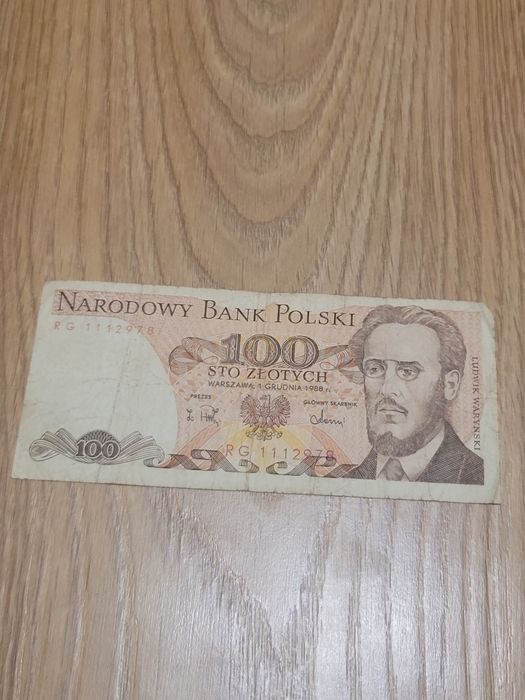 NARODOWY BANK POLSKI
RG 1112978
100
STO ZŁOTYCH
WARSZAWA, 1 GRUDNIA 1988 r.
PREZES
GŁÓWNY SKARBNIK
RG 1112978
100
LUDWIK WARYŃSKI